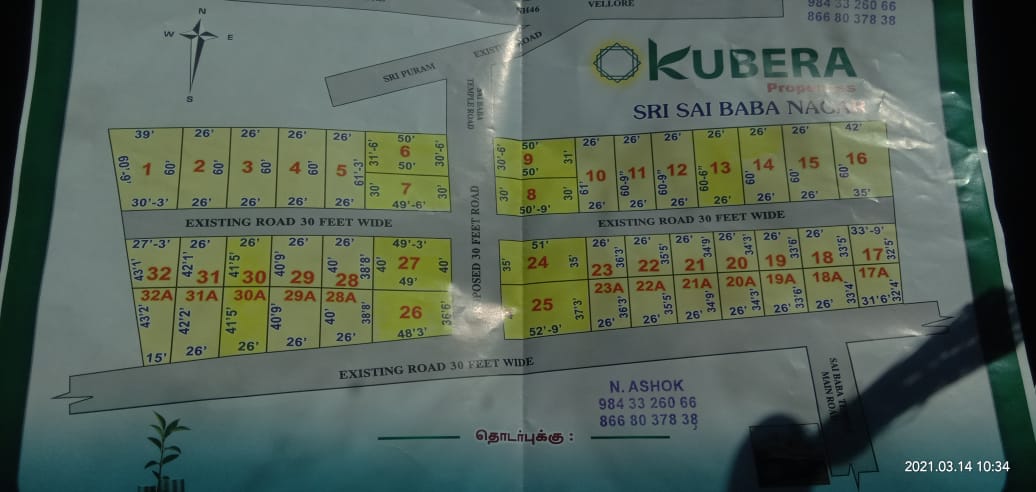 N
W E
S
NH46
VELLORE
984 33 260 66
866 80 378 38
EXISTING ROAD
SRI PURAM
SAI BABA
TEMPLE ROAD
KUBERA
Properties
SRI SAI BABA NAGAR
39' 26' 26' 26' 26' 50' 50' 26' 26' 26' 26' 26' 26' 42'
1 60' 2 60' 3 60' 4 60' 5 61'-3' 31'-6' 6 30'-6' 30'-6' 9 31' 10 61' 11 60-9" 12 60-9" 13 60-6" 14 60' 15 16 60'
50' 50'
30' 7 30' 8 30'
30'-3' 26' 26' 26' 26' 49'-6' 50'-9' 26' 26' 26' 26' 26' 26' 35'
EXISTING ROAD 30 FEET WIDE
EXISTING ROAD 30 FEET WIDE
PROPOSED 30 FEET ROAD
27'-3' 26' 26' 26' 26' 49'-3' 51' 26' 26' 26' 26' 26' 26' 33'-9'
43'1' 32 42'1' 31 41'5' 30 40'9' 29 40' 28 38'8' 40' 27 40' 35' 24 35' 23 36'3' 22 35'5' 21 34'9' 20 34'3' 19 33'6' 18 33'5' 17 32'5'
49'
32A 31A 30A 29A 28A 23A 22A 21A 20A 19A 18A 17A
43'2' 42'2' 41'5' 40'9' 40' 38'8' 26 36'6' 25 37'3' 36'3' 35'5' 34'9' 34'3' 33'6' 33'4' 32'4'
15' 26' 26' 26' 26' 48'3' 52'-9' 26' 26' 26' 26' 26' 26' 31'6'
EXISTING ROAD 30 FEET WIDE
SAI BABA
MAIN ROAD
N. ASHOK
984 33 260 66
866 80 378 38
தொடர்புக்கு :
2021.03.14 10:34